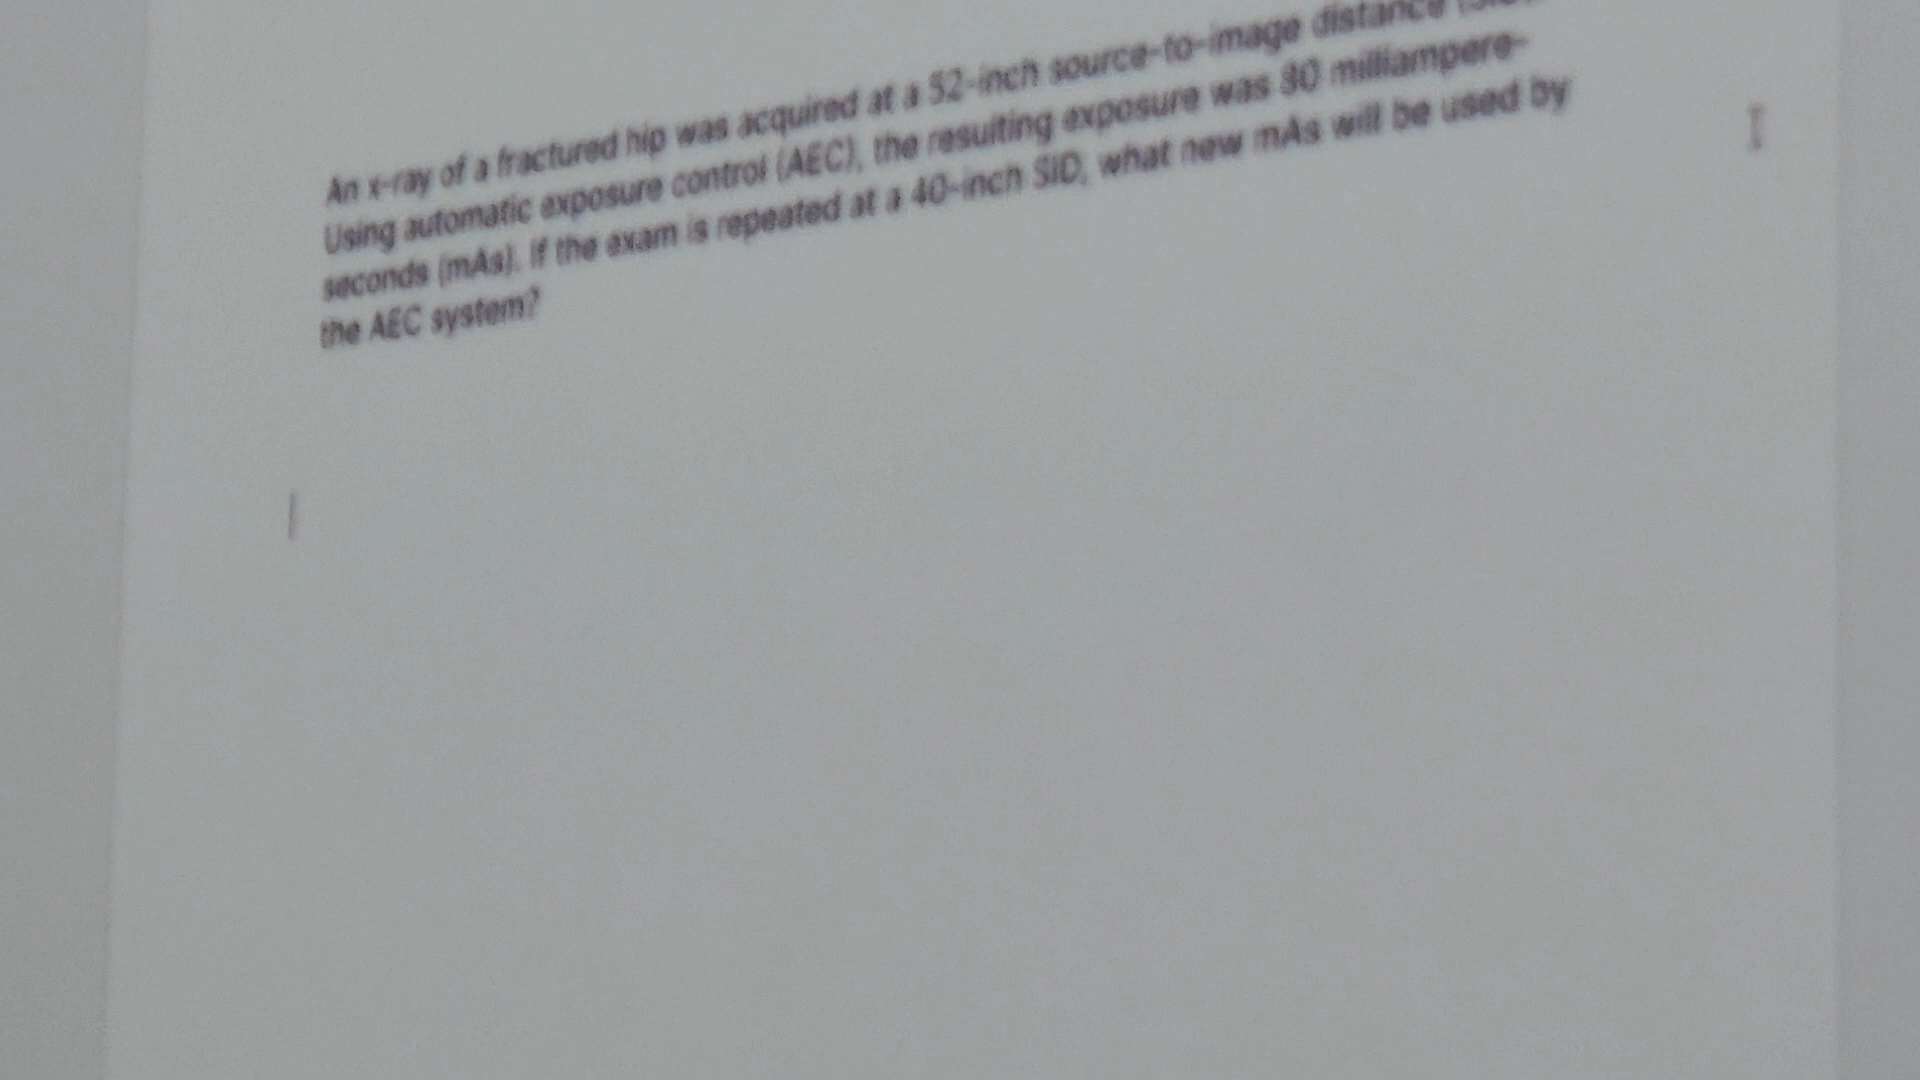 An x-ray of a fractured hip was acquired at a 52-inch source-to-image distance
Using automatic exposure control (AEC), the resulting exposure was 30 milliampere-
seconds (mAs). If the exam is repeated at a 40-inch SID, what new mAs will be used by
the AEC system?